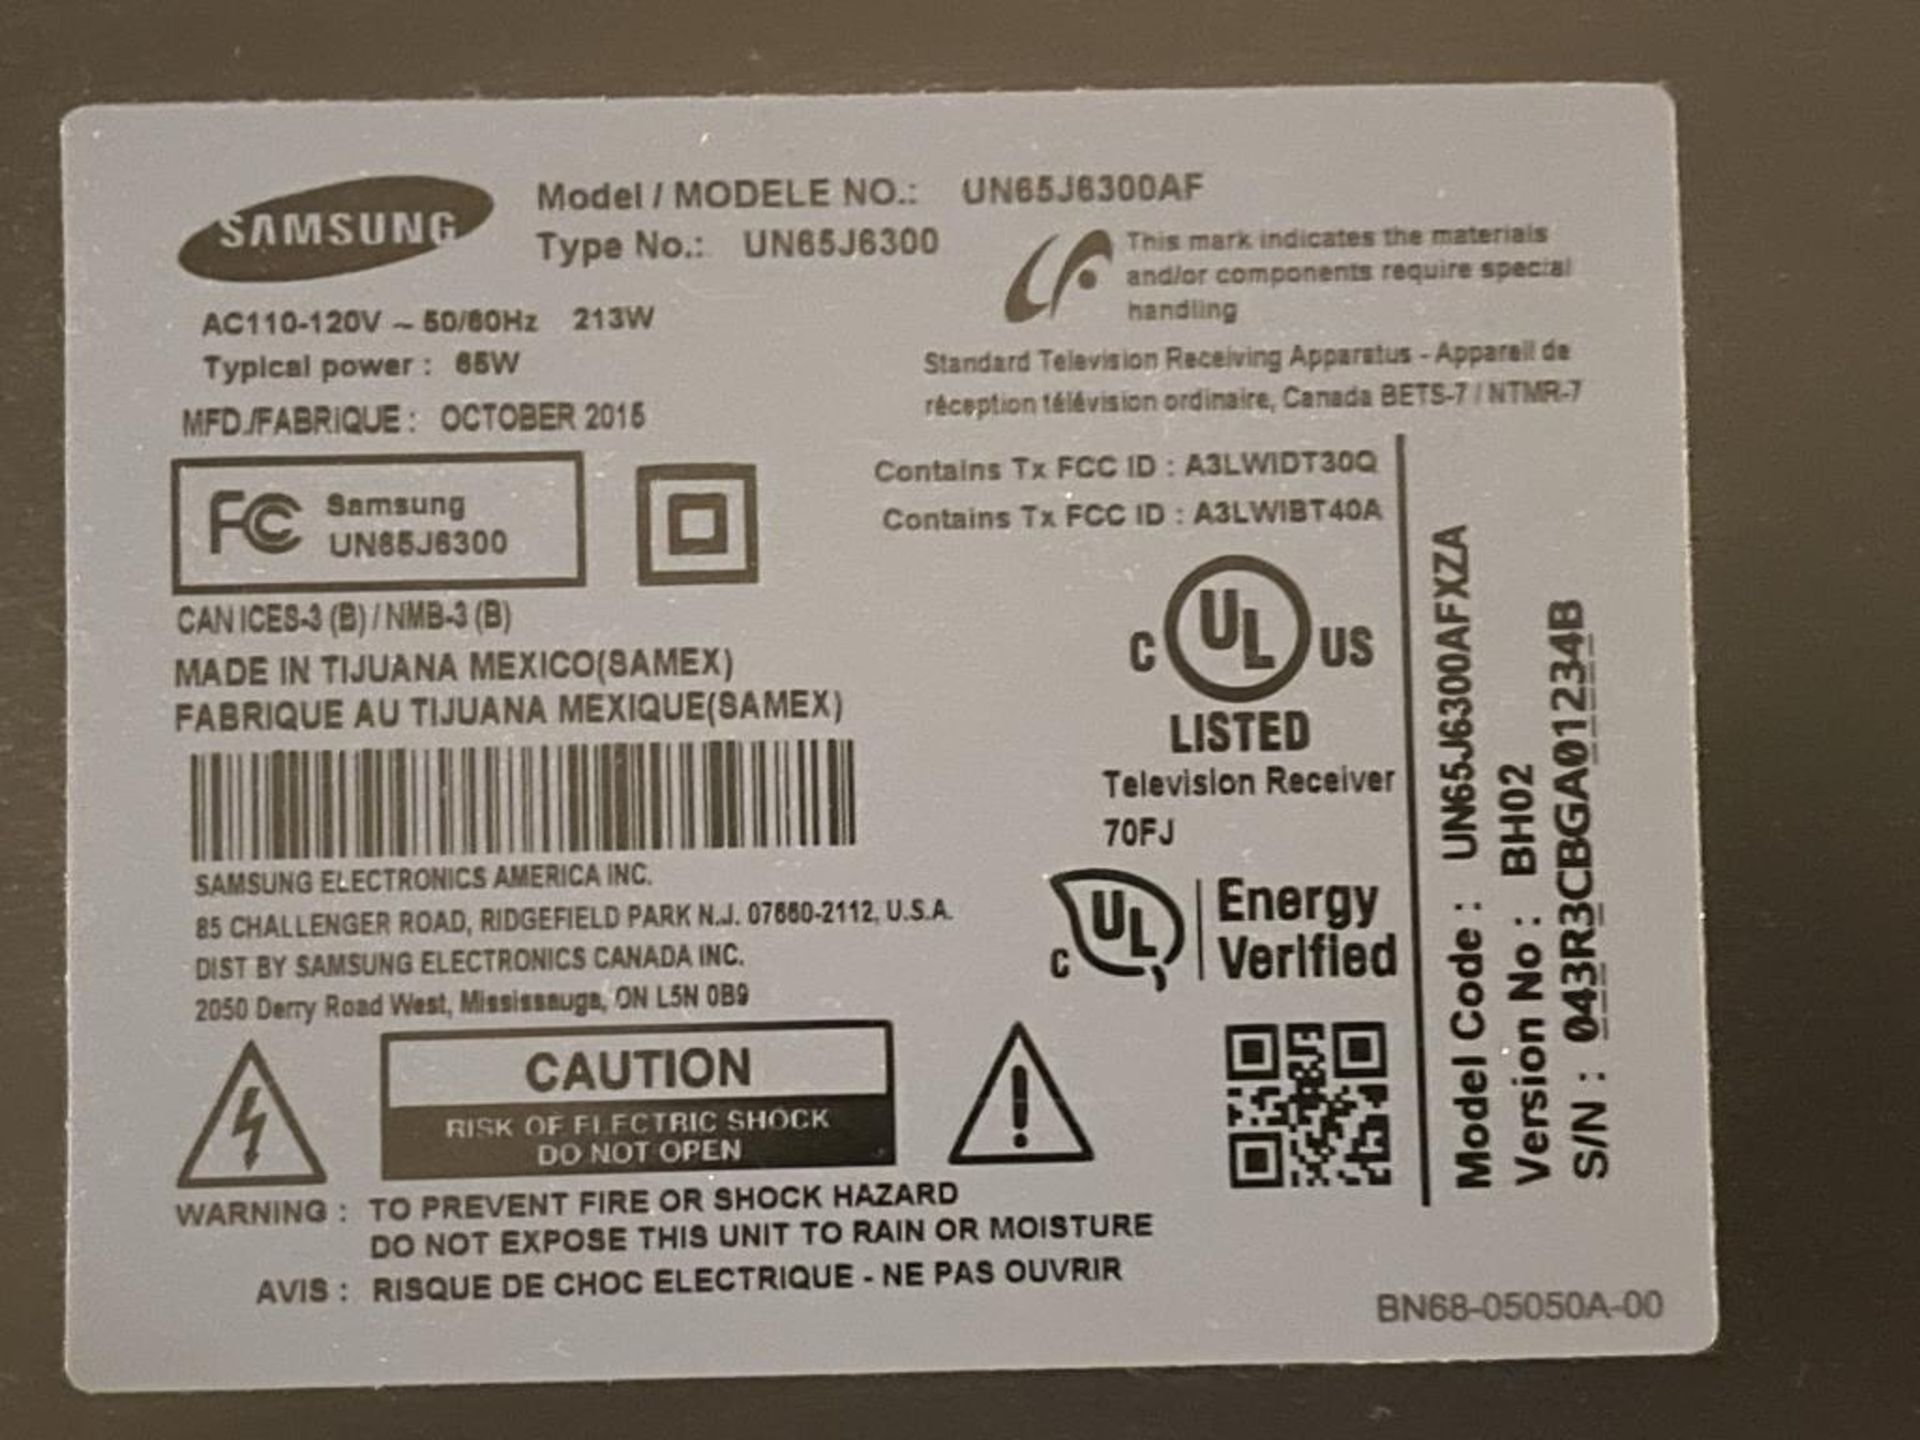 SAMSUNG
Model / MODELE NO.: UN65J6300AF
Type No.: UN65J6300
This mark indicates the materials
and/or components require special
handling
AC110-120V ~ 50/60Hz 213W
Typical power : 65W
MFD./FABRIQUE : OCTOBER 2015
Standard Television Receiving Apparatus - Appareil de
réception télévision ordinaire, Canada BETS-7 / NTMR-7
FC Samsung
UN65J6300
Contains Tx FCC ID : A3LWIDT30Q
Contains Tx FCC ID : A3LWIBT40A
CAN ICES-3 (B) / NMB-3 (B)
MADE IN TIJUANA MEXICO(SAMEX)
FABRIQUE AU TIJUANA MEXIQUE(SAMEX)
C UL US
LISTED
Television Receiver
70FJ
C UL Energy
Verified
SAMSUNG ELECTRONICS AMERICA INC.
85 CHALLENGER ROAD, RIDGEFIELD PARK N.J. 07660-2112, U.S.A.
DIST BY SAMSUNG ELECTRONICS CANADA INC.
2050 Derry Road West, Mississauga, ON L5N 0B9
CAUTION
RISK OF ELECTRIC SHOCK
DO NOT OPEN
WARNING : TO PREVENT FIRE OR SHOCK HAZARD
DO NOT EXPOSE THIS UNIT TO RAIN OR MOISTURE
AVIS : RISQUE DE CHOC ELECTRIQUE - NE PAS OUVRIR
Model Code : UN65J6300AFXZA
Version No : BH02
S/N : 043R3CBGA01234B
BN68-05050A-00